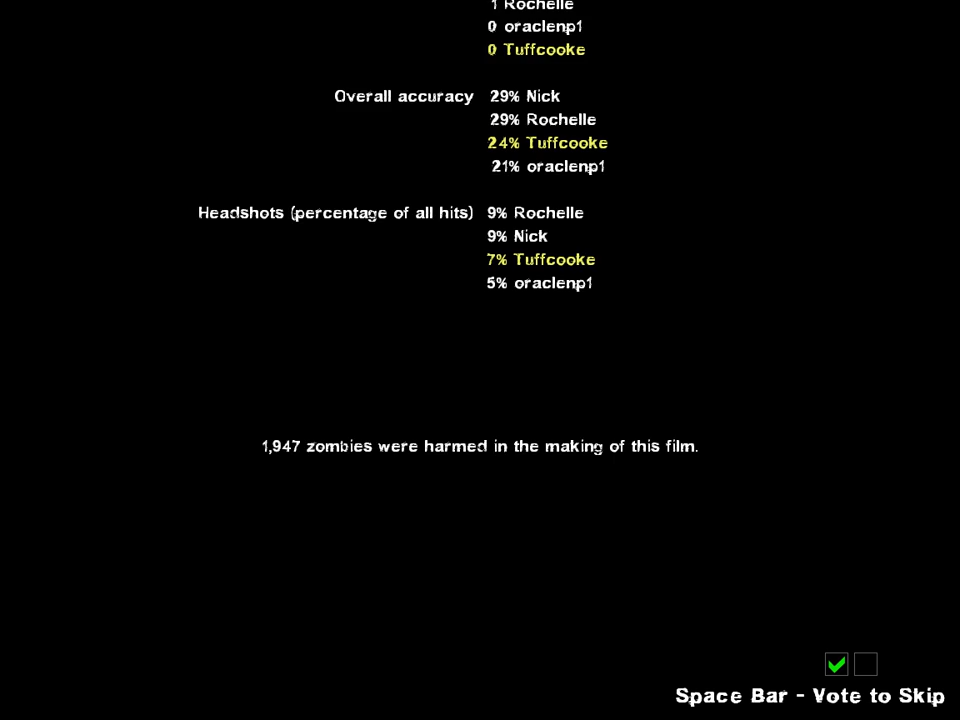 1 Rochelle
0 oraclenp1
0 Tuffcooke
Overall accuracy 29% Nick
29% Rochelle
24% Tuffcooke
21% oraclenp1
Headshots (percentage of all hits) 9% Rochelle
9% Nick
7% Tuffcooke
5% oraclenp1
1,947 zombies were harmed in the making of this film.
Space Bar - Vote to Skip